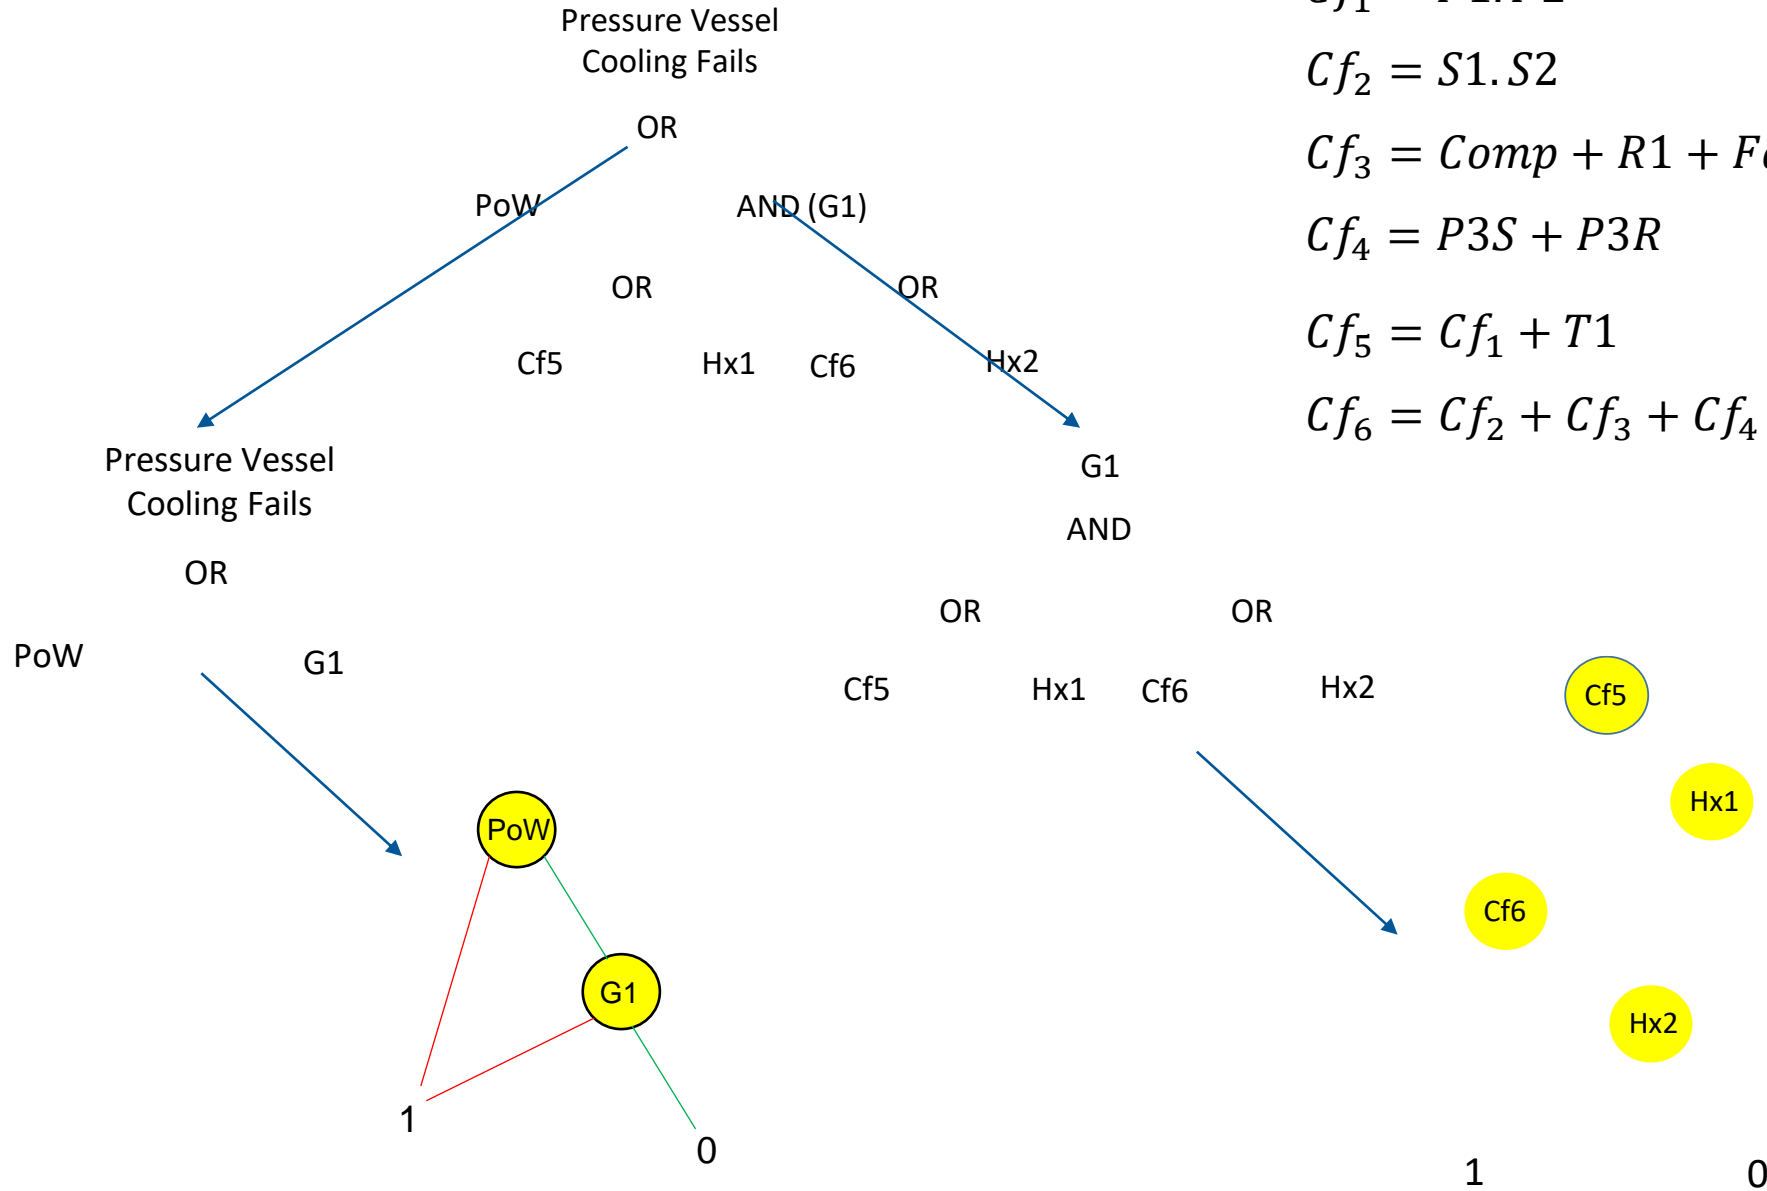 Pressure Vessel
Cooling Fails
OR
PoW
AND (G1)
OR
OR
Cf5
Hx1
Cf6
Hx2
𝐶𝑓₂ = 𝑆1.𝑆2
𝐶𝑓₃ = 𝐶𝑜𝑚𝑝 + 𝑅1 +
𝐶𝑓₄ = 𝑃3𝑆 + 𝑃3𝑅
𝐶𝑓₅ = 𝐶𝑓₁ + 𝑇1
𝐶𝑓₆ = 𝐶𝑓₂ + 𝐶𝑓₃ + 𝐶𝑓₄
Pressure Vessel
Cooling Fails
OR
PoW
G1
G1
AND
OR
OR
Cf5
Hx1
Cf6
Hx2
PoW
G1
1
0
Cf5
Hx1
Cf6
Hx2
1
0